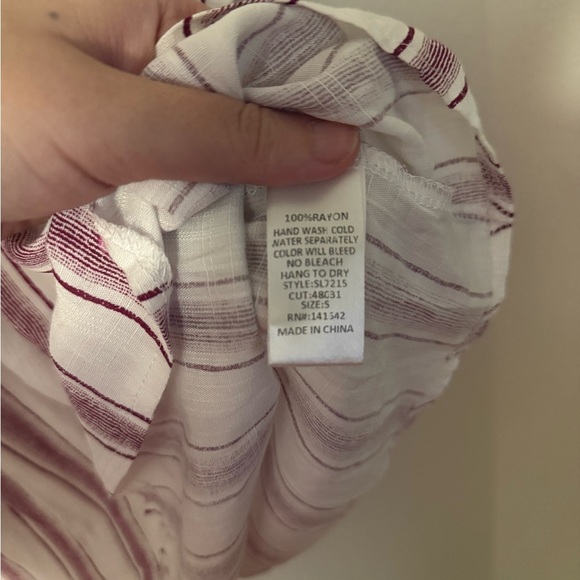 100%RAYON
HAND WASH COLD
WATER SEPARATELY
COLOR WILL BLEED
NO BLEACH
HANG TO DRY
STYLE:SL7215
CUT:48031
SIZE:S
RN#:141542
MADE IN CHINA